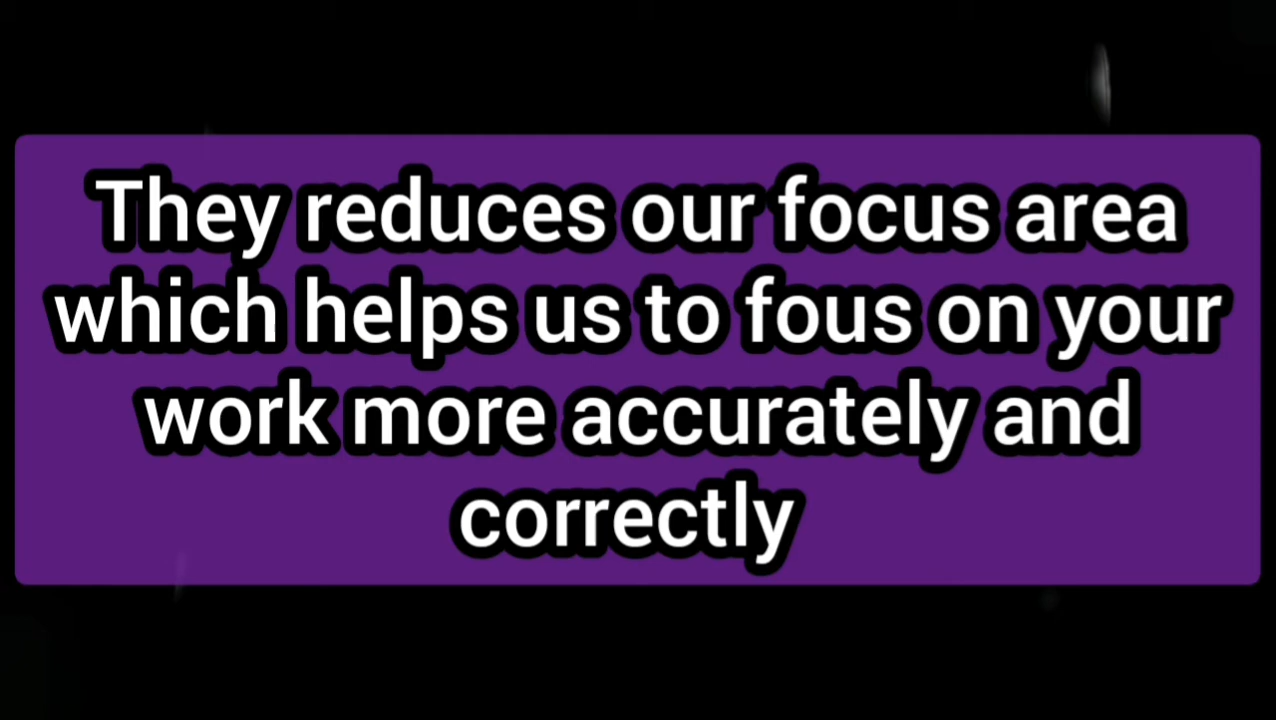 They reduces our focus area
which helps us to fous on your
work more accurately and
correctly